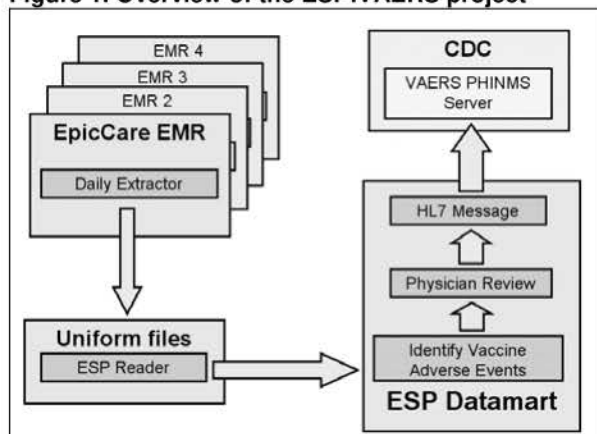 Figure 1. Overview of the ESP:VAERS project
EMR 4
EMR 3
EMR 2
EpicCare EMR
Daily Extractor
Uniform files
ESP Reader
CDC
VAERS PHINMS
Server
HL7 Message
Physician Review
Identify Vaccine
Adverse Events
ESP Datamart